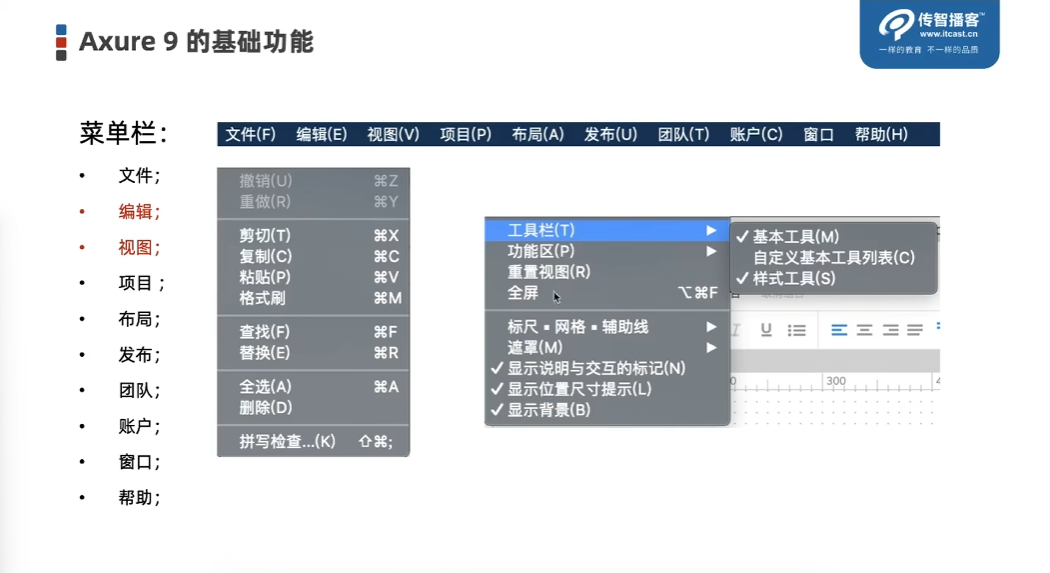 Axure 9 的基础功能
传智播客™
www.itcast.cn
一样的教育 不一样的品质
菜单栏：
文件(F) 编辑(E) 视图(V) 项目(P) 布局(A) 发布(U) 团队(T) 账户(C) 窗口 帮助(H)
• 文件；
• 编辑；
• 视图；
• 项目 ；
• 布局；
• 发布；
• 团队；
• 账户；
• 窗口；
• 帮助；
撤销(U) ⌘Z
重做(R) ⌘Y
剪切(T) ⌘X
复制(C) ⌘C
粘贴(P) ⌘V
格式刷 ⌘M
查找(F) ⌘F
替换(E) ⌘R
全选(A) ⌘A
删除(D)
拼写检查...(K) ⇧⌘;
工具栏(T) ▶
功能区(P) ▶
重置视图(R)
全屏 ⌥⌘F
标尺▪网格▪辅助线 ▶
遮罩(M) ▶
✓显示说明与交互的标记(N)
✓显示位置尺寸提示(L)
✓显示背景(B)
✓基本工具(M)
自定义基本工具列表(C)
✓样式工具(S)
I U
0 300 4